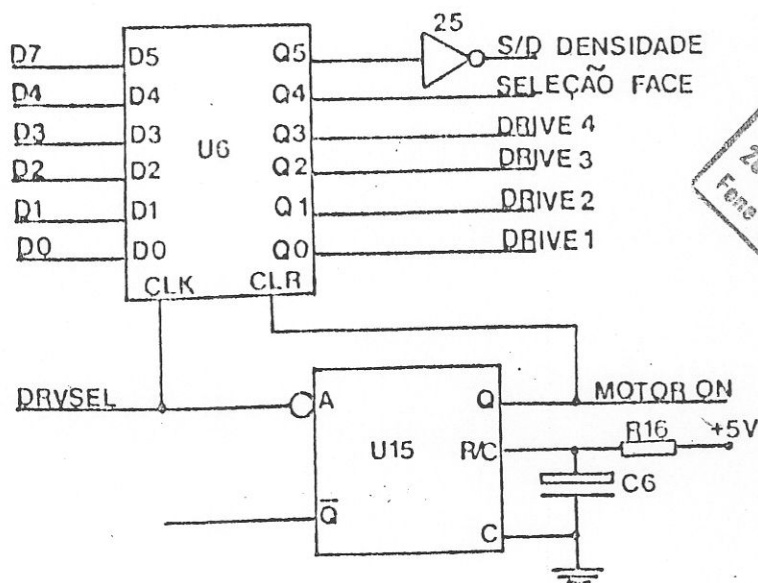 25
D7 D5 Q5 S/D DENSIDADE
D4 D4 Q4 SELEÇÃO FACE
D3 D3 Q3 DRIVE 4
U6
D2 D2 Q2 DRIVE 3
D1 D1 Q1 DRIVE 2
D0 D0 Q0 DRIVE 1
CLK CLR
DRVSEL A Q MOTOR ON
U15 R/C R16 +5V
C6
Q̅ C
Fone